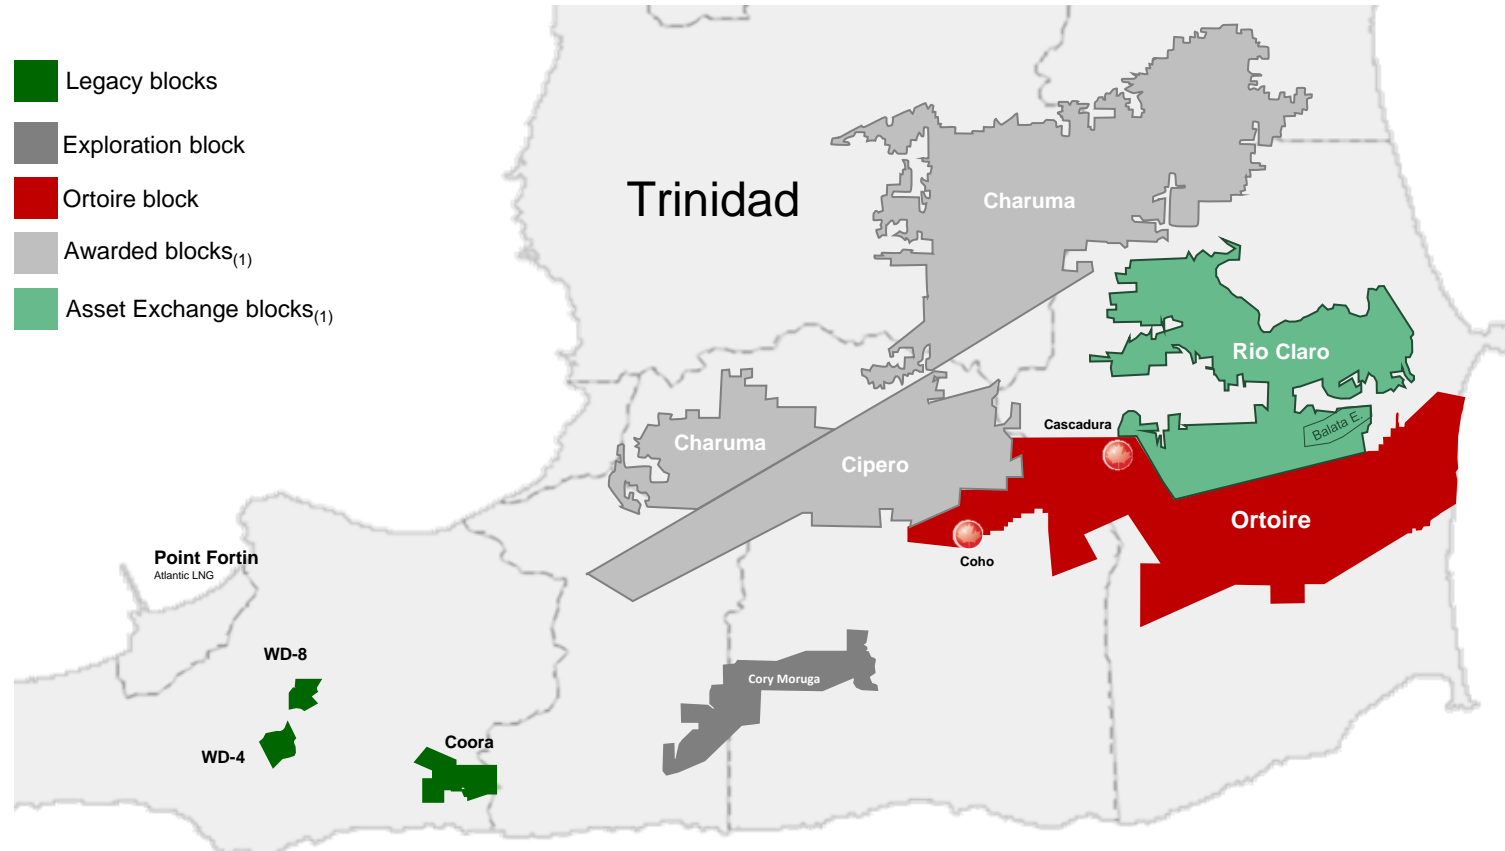 Legacy blocks
Exploration block
Ortoire block
Awarded blocks(1)
Asset Exchange blocks(1)
Trinidad
Charuma
Rio Claro
Balata E.
Cascadura
Charuma
Cipero
Ortoire
Coho
Point Fortin
Atlantic LNG
WD-8
Cory Moruga
WD-4
Coora